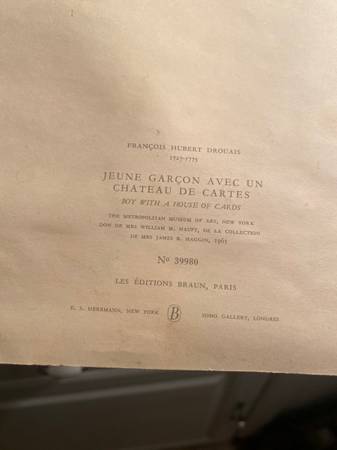 FRANÇOIS HUBERT DROUAIS
1727-1775
JEUNE GARÇON AVEC UN
CHATEAU DE CARTES
BOY WITH A HOUSE OF CARDS
THE METROPOLITAN MUSEUM OF ART, NEW YORK
DON DE MRS WILLIAM M. HAUPT, DE LA COLLECTION
DE MRS JAMES B. HAGGIN, 1965
Nº 39980
LES ÉDITIONS BRAUN, PARIS
E. S. HERRMANN, NEW YORK B SOHO GALLERY, LONDRES